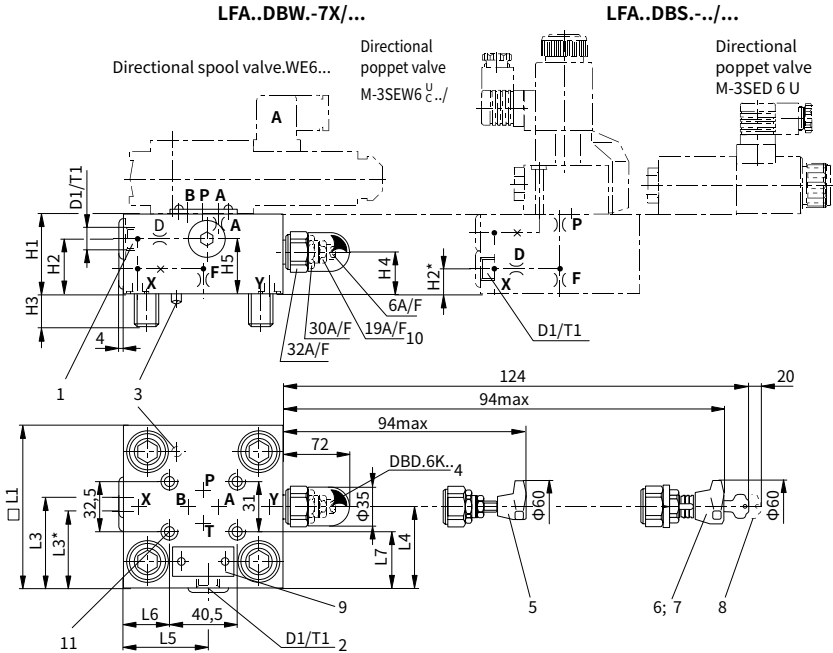 LFA..DBW.-7X/...
LFA..DBS.-../...
Directional spool valve.WE6...
Directional
poppet valve
M-3SEW6 U/C ../
Directional
poppet valve
M-3SED 6 U
A
B P A
D1/T1
D
A
P
H1
H2
H5
H4
H2*
D
X
F
Y
X
F
H3
6A/F
30A/F
19A/F
10
32A/F
D1/T1
4
1
3
124
20
94max
94max
72
DBD.6K..
4
P
X
B
A
Y
T
32,5
31
Φ35
Φ60
Φ60
□ L1
L3
L3*
L7
L4
5
6; 7
8
9
L6
40,5
L5
11
D1/T1
2